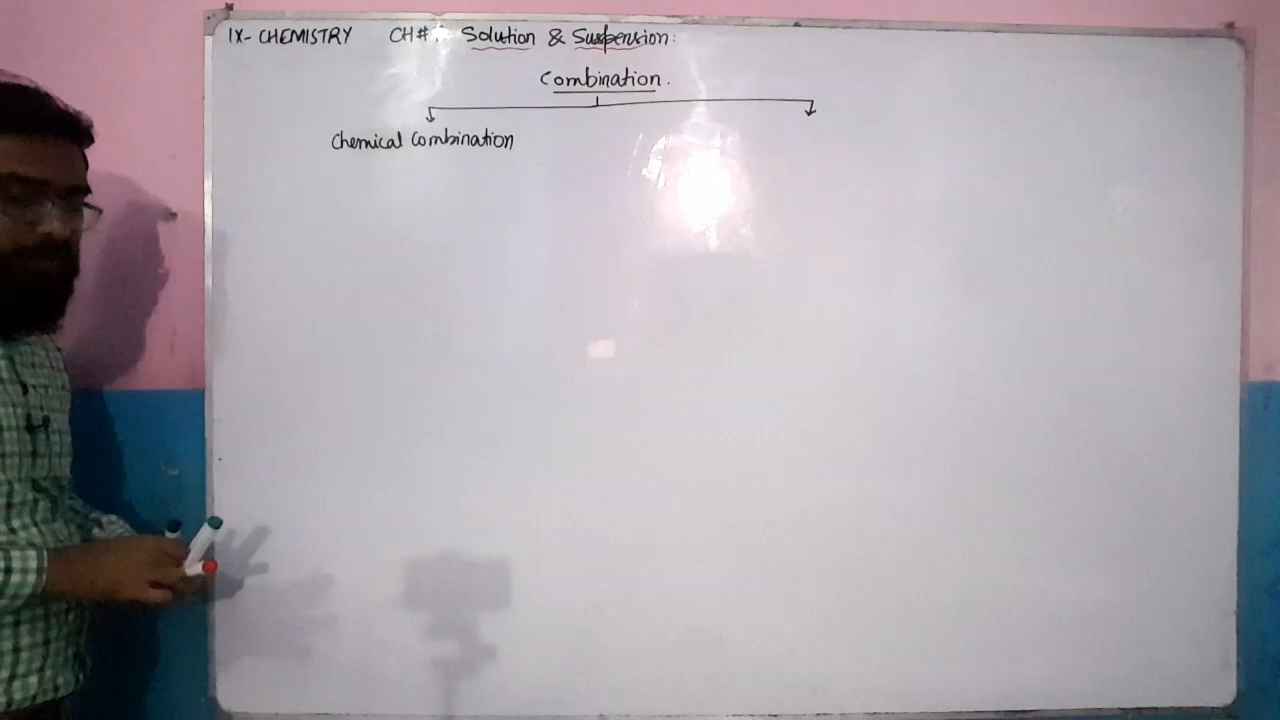 IX- CHEMISTRY CH# Solution & Suspension:
Combination.
Chemical Combination